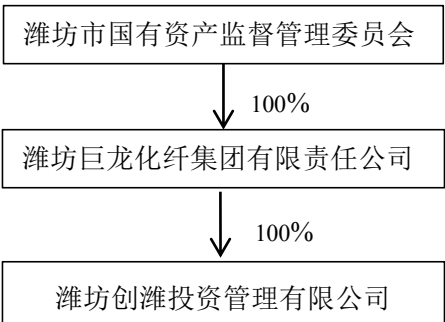 潍坊市国有资产监督管理委员会
100%
潍坊巨龙化纤集团有限责任公司
100%
潍坊创潍投资管理有限公司